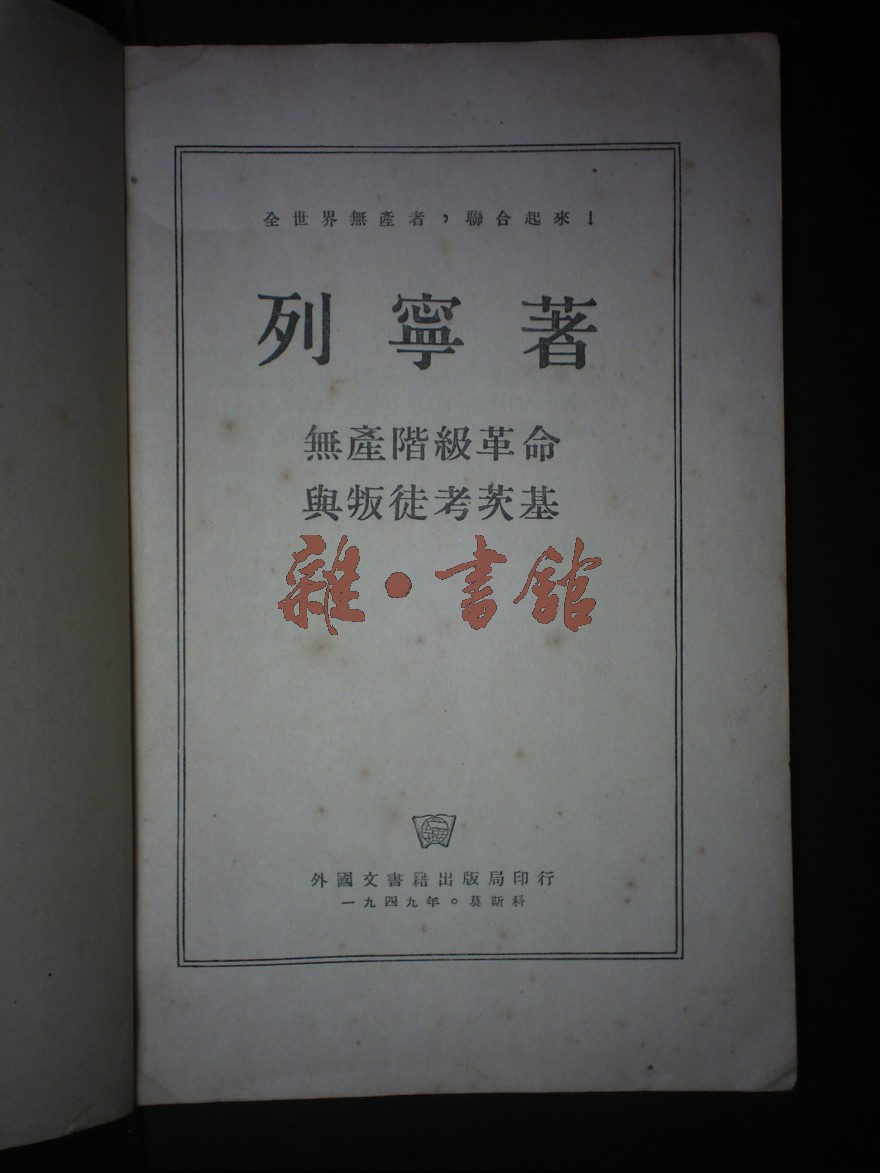 全世界無產者，聯合起來！
列寧著
無產階級革命
與叛徒考茨基
雜·書館
外國文書籍出版局印行
一九四九年。莫斯科